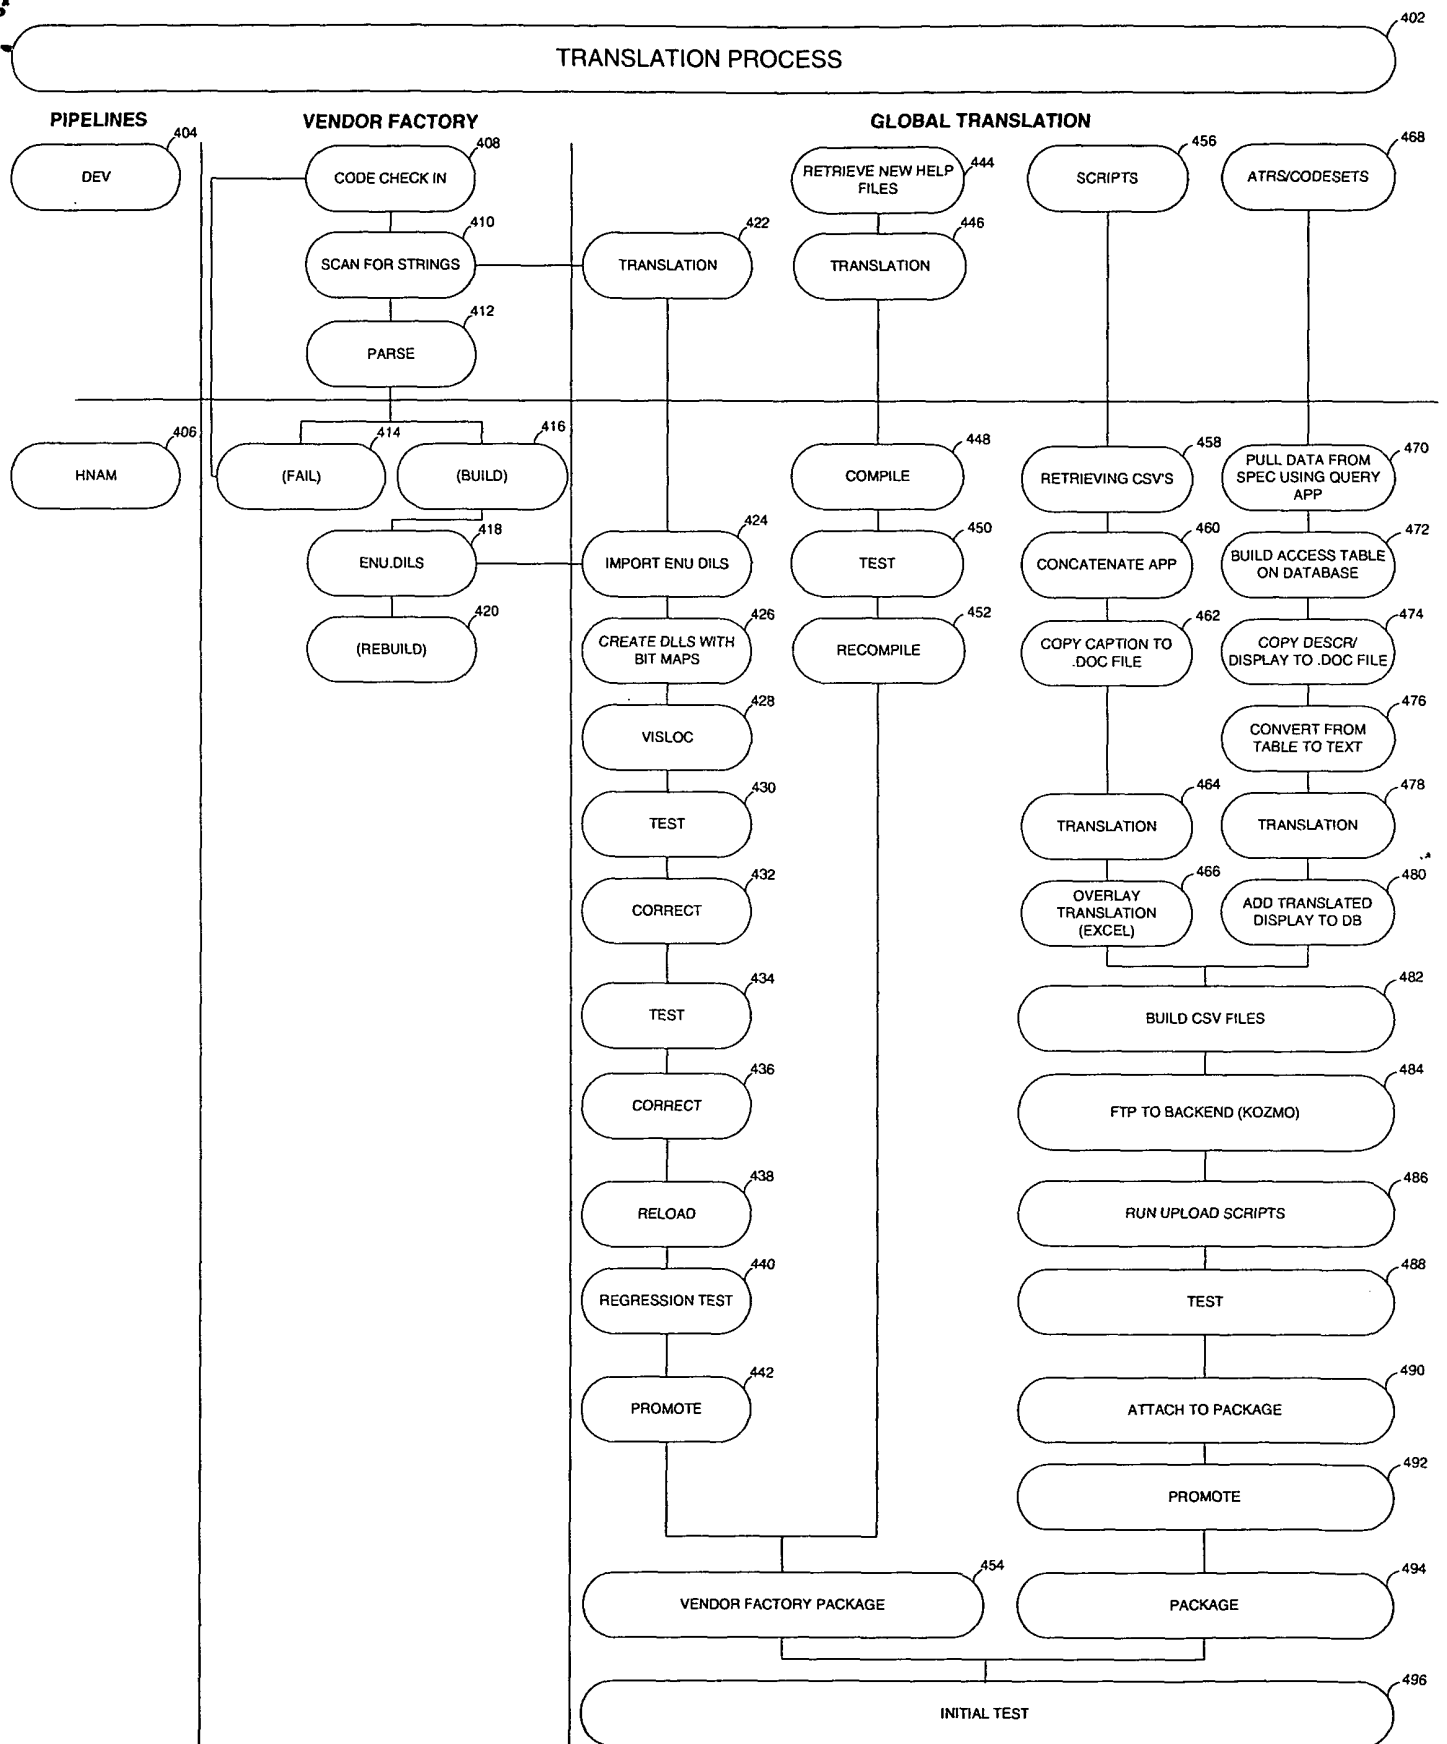 402
TRANSLATION PROCESS
PIPELINES
VENDOR FACTORY
GLOBAL TRANSLATION
404
DEV
408
CODE CHECK IN
410
SCAN FOR STRINGS
412
PARSE
422
TRANSLATION
444
RETRIEVE NEW HELP
FILES
446
TRANSLATION
456
SCRIPTS
468
ATRS/CODESETS
406
HNAM
414
(FAIL)
416
(BUILD)
418
ENU.DILS
420
(REBUILD)
424
IMPORT ENU DILS
426
CREATE DLLS WITH
BIT MAPS
428
VISLOC
430
TEST
432
CORRECT
434
TEST
436
CORRECT
438
RELOAD
440
REGRESSION TEST
442
PROMOTE
448
COMPILE
450
TEST
452
RECOMPILE
458
RETRIEVING CSV'S
460
CONCATENATE APP
462
COPY CAPTION TO
.DOC FILE
464
TRANSLATION
466
OVERLAY
TRANSLATION
(EXCEL)
470
PULL DATA FROM
SPEC USING QUERY
APP
472
BUILD ACCESS TABLE
ON DATABASE
474
COPY DESCR/
DISPLAY TO .DOC FILE
476
CONVERT FROM
TABLE TO TEXT
478
TRANSLATION
480
ADD TRANSLATED
DISPLAY TO DB
482
BUILD CSV FILES
484
FTP TO BACKEND (KOZMO)
486
RUN UPLOAD SCRIPTS
488
TEST
490
ATTACH TO PACKAGE
492
PROMOTE
454
VENDOR FACTORY PACKAGE
494
PACKAGE
496
INITIAL TEST